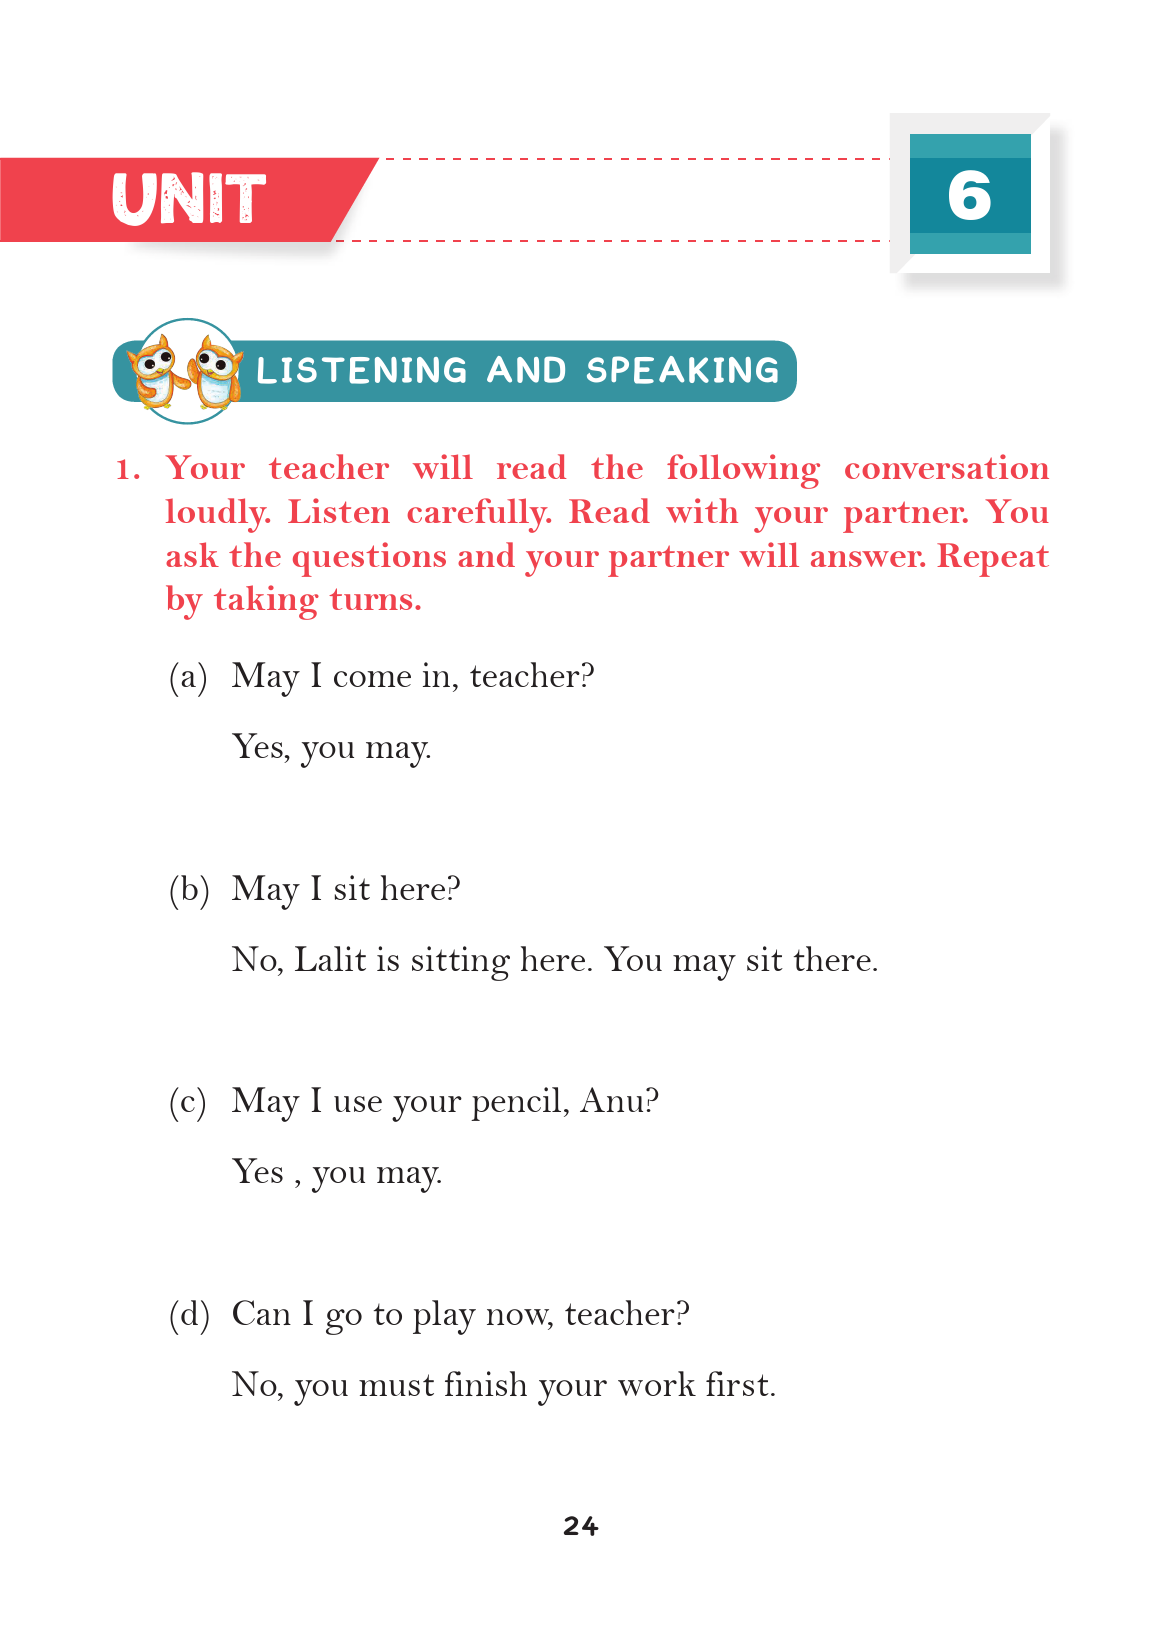 UNIT
6
LISTENING AND SPEAKING
1. Your teacher will read the following conversation
loudly. Listen carefully. Read with your partner. You
ask the questions and your partner will answer. Repeat
by taking turns.
(a) May I come in, teacher?
Yes, you may.
(b) May I sit here?
No, Lalit is sitting here. You may sit there.
(c) May I use your pencil, Anu?
Yes , you may.
(d) Can I go to play now, teacher?
No, you must finish your work first.
24